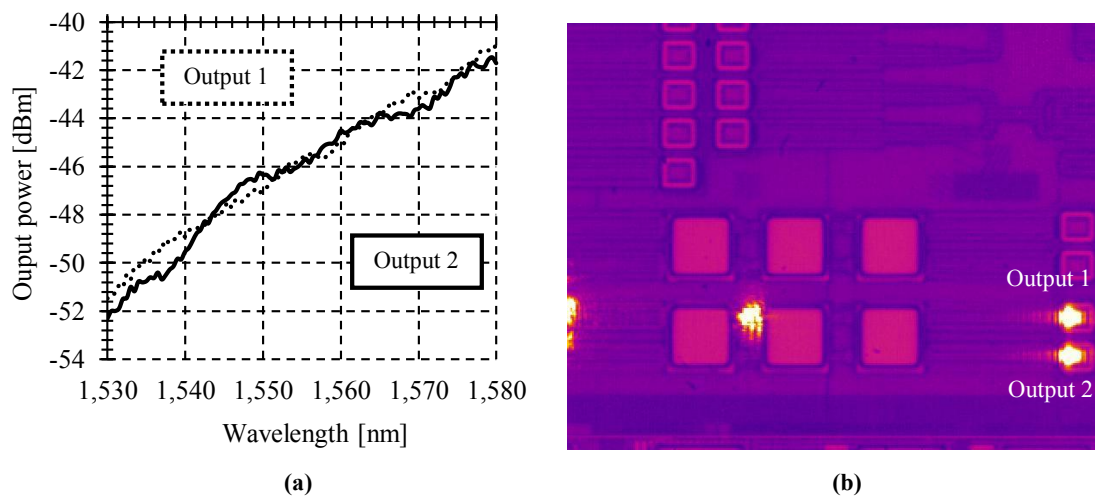 -40
-42
-44
-46
-48
-50
-52
-54
1,530 1,540 1,550 1,560 1,570 1,580
Ouput power [dBm]
Wavelength [nm]
Output 1
Output 2
(a)
Output 1
Output 2
(b)